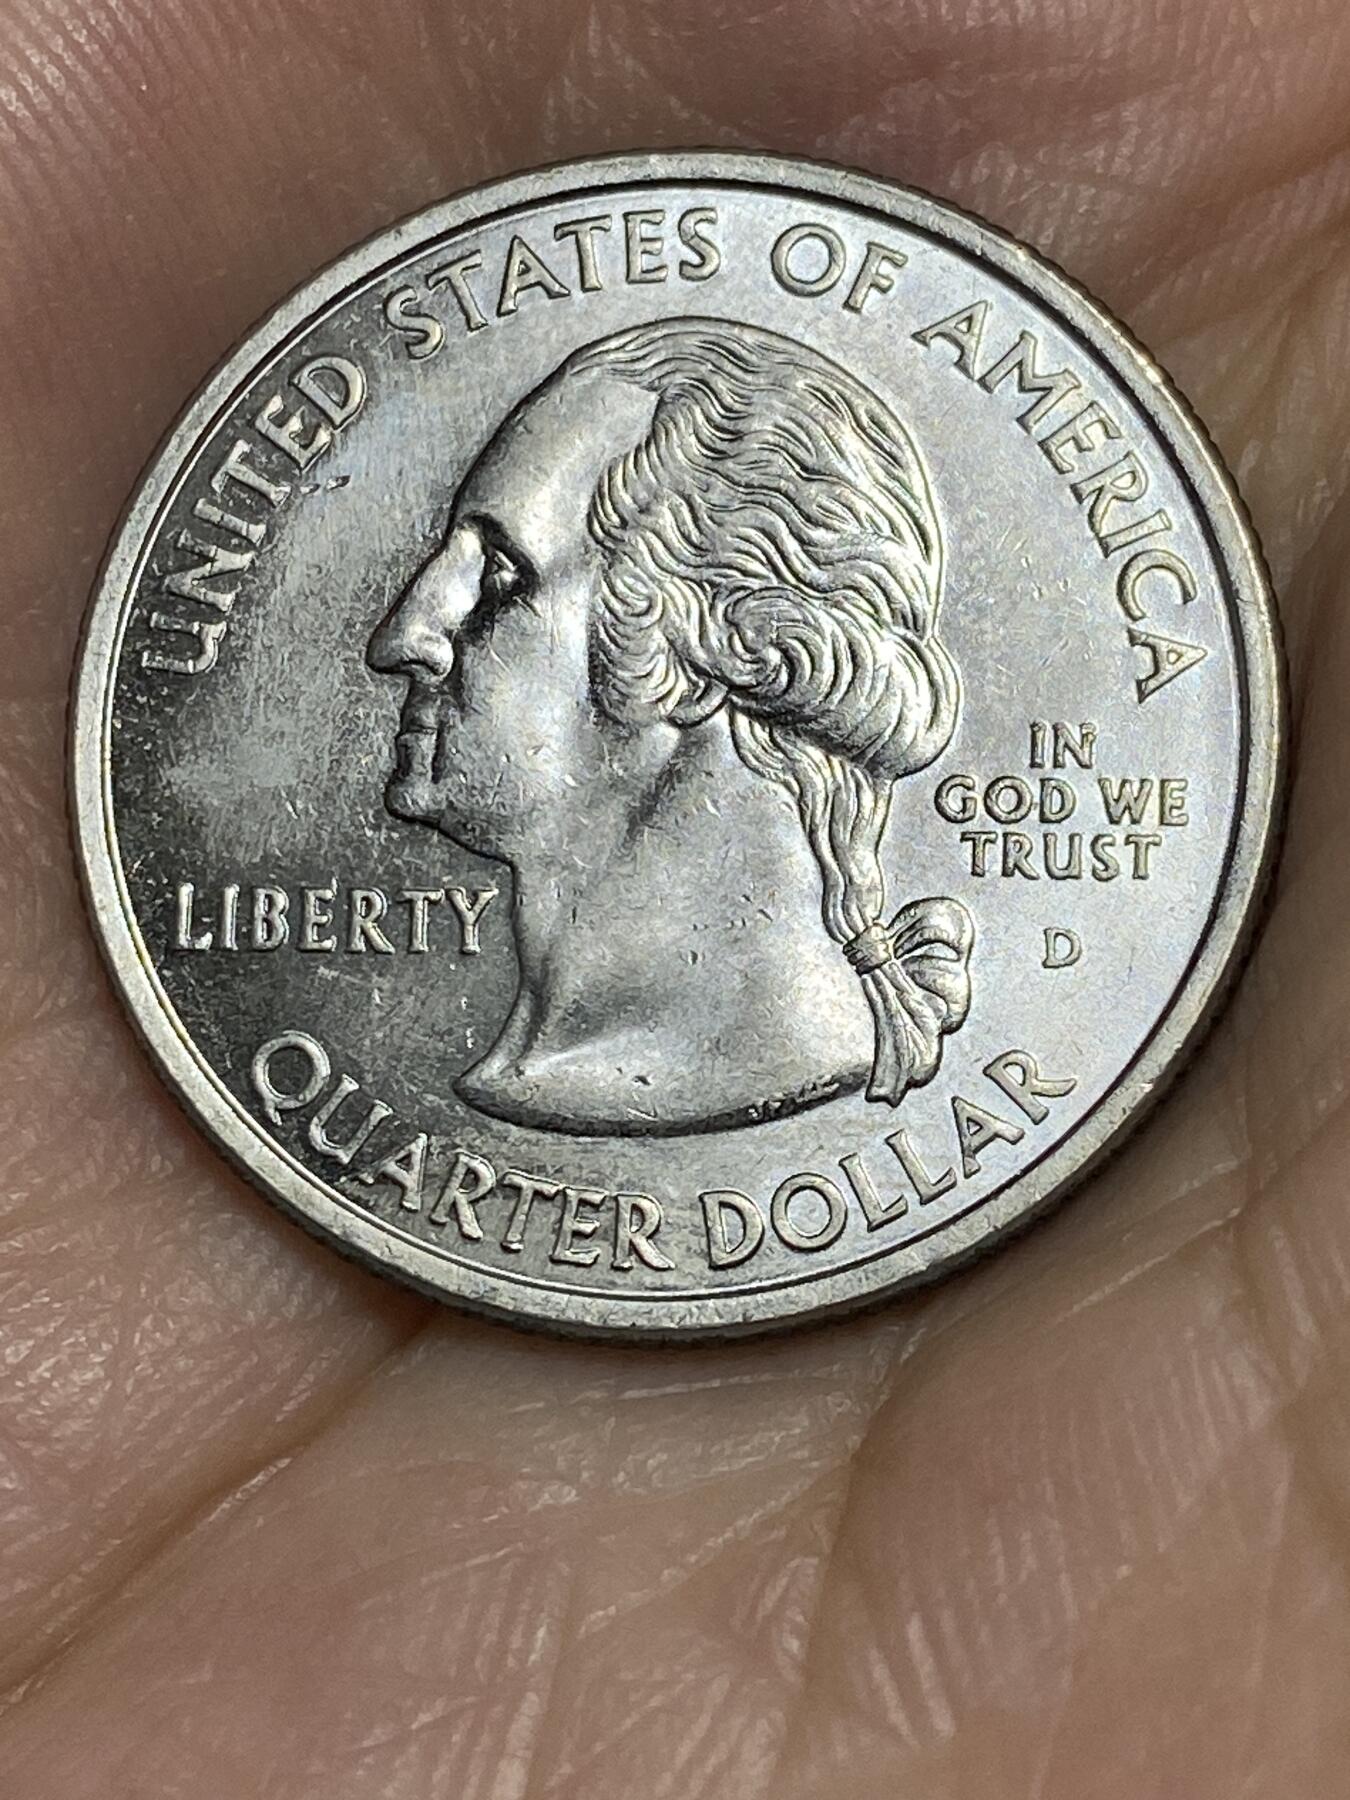 UNITED STATES OF AMERICA
IN
GOD WE
TRUST
LIBERTY
D
QUARTER DOLLAR